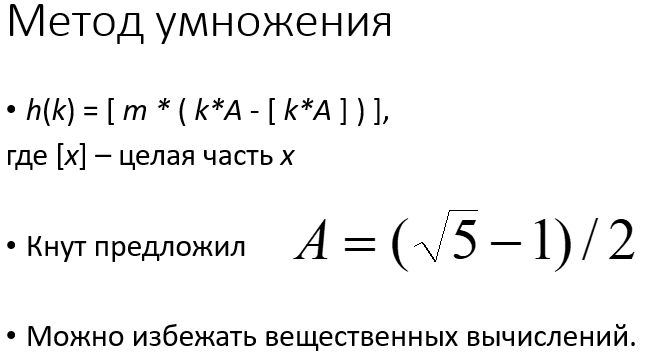 Метод умножения
• h(k) = [ m * ( k*A - [ k*A ] ) ],
где [x] – целая часть x
• Кнут предложил A = (√5 − 1) / 2
• Можно избежать вещественных вычислений.